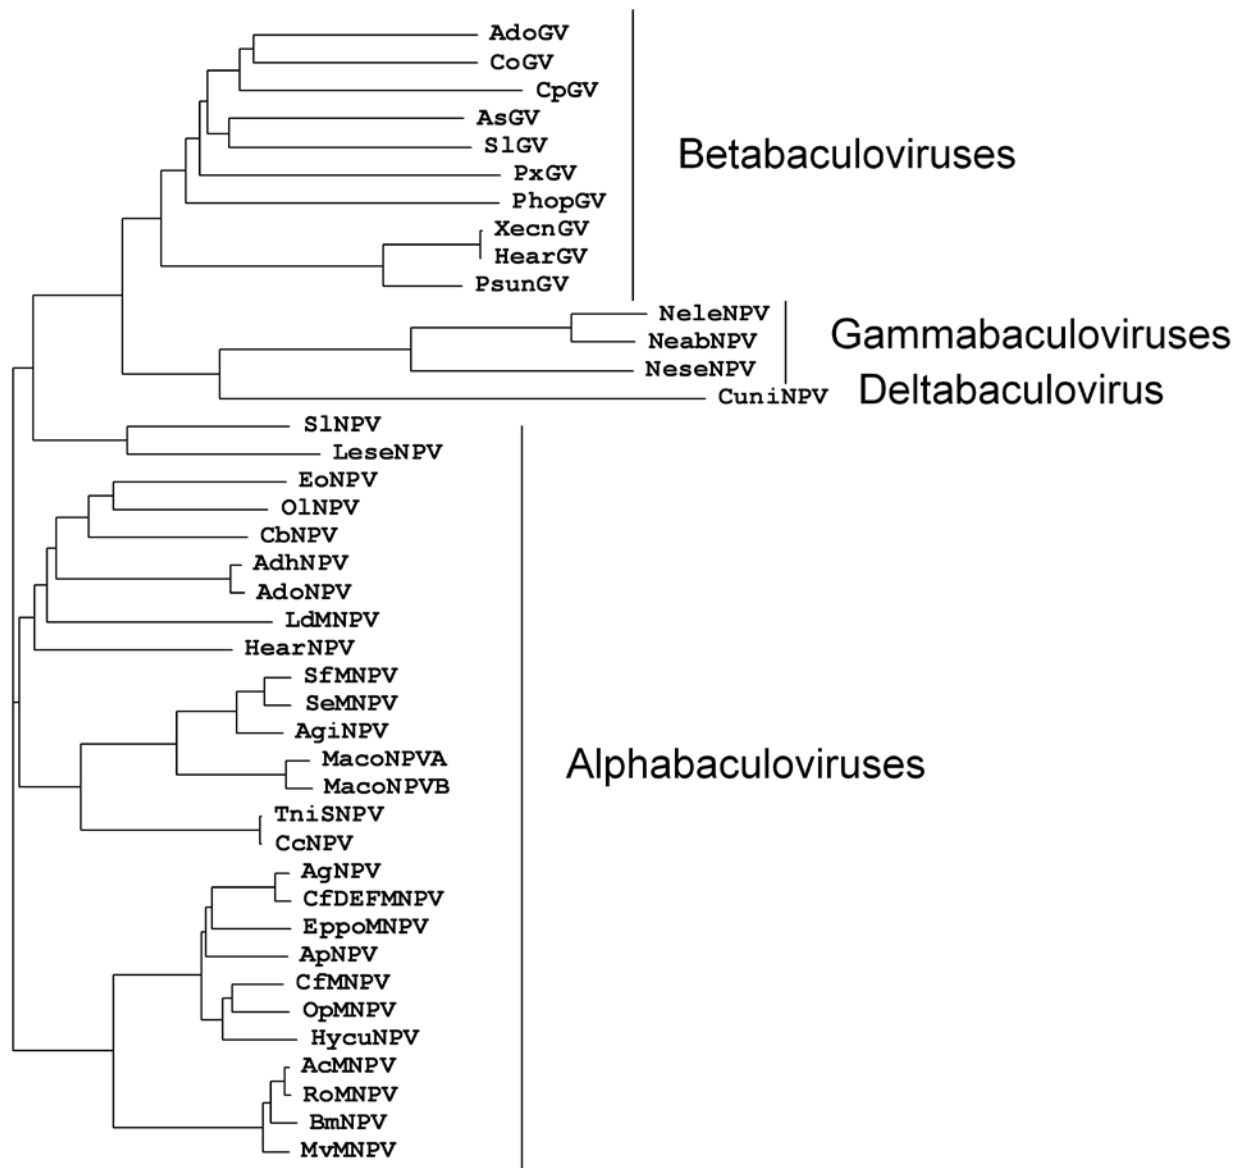 AdoGV
CoGV
CpGV
AsGV
SlGV
Betabaculoviruses
PxGV
PhopGV
XecnGV
HearGV
PsunGV
NeleNPV
Gammabaculoviruses
NeabNPV
NeseNPV
Deltabaculovirus
CuniNPV
SlNPV
LeseNPV
EoNPV
OlNPV
CbNPV
AdhNPV
AdoNPV
LdMNPV
HearNPV
SfMNPV
SeMNPV
AgiNPV
MacoNPVA
Alphabaculoviruses
MacoNPVB
TniSNPV
CcNPV
AgNPV
CfDEFMNPV
EppoMNPV
ApNPV
CfMNPV
OpMNPV
HycuNPV
AcMNPV
RoMNPV
BmNPV
MvMNPV